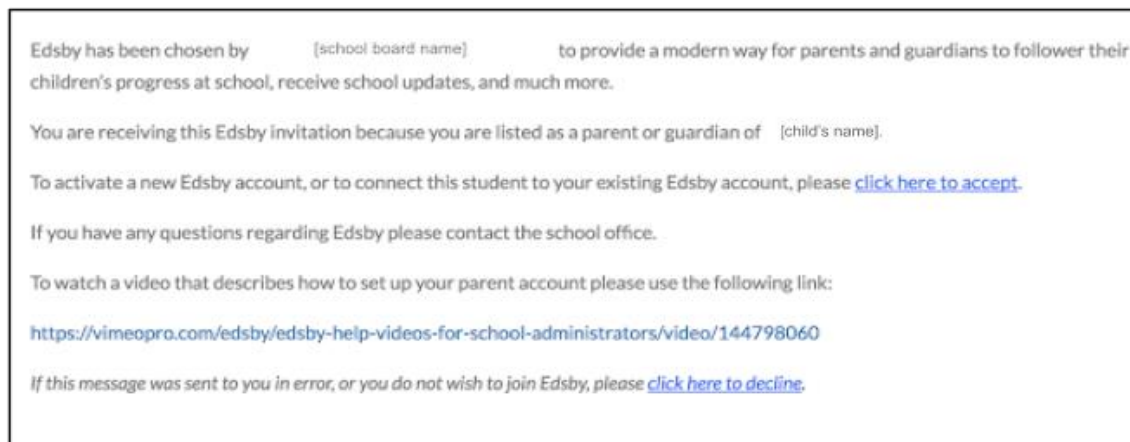 Edsby has been chosen by [school board name] to provide a modern way for parents and guardians to follower their
children's progress at school, receive school updates, and much more.
You are receiving this Edsby invitation because you are listed as a parent or guardian of [child's name].
To activate a new Edsby account, or to connect this student to your existing Edsby account, please click here to accept.
If you have any questions regarding Edsby please contact the school office.
To watch a video that describes how to set up your parent account please use the following link:
https://vimeopro.com/edsby/edsby-help-videos-for-school-administrators/video/144798060
If this message was sent to you in error, or you do not wish to join Edsby, please click here to decline.